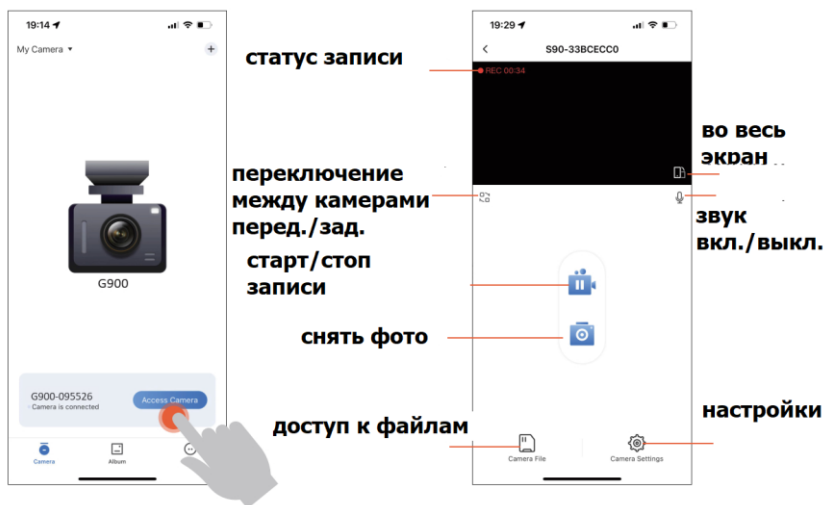 19:14
My Camera
G900
G900-095526
Camera is connected
Access Camera
Camera
Album
статус записи
переключение
между камерами
перед./зад.
старт/стоп
записи
снять фото
доступ к файлам
19:29
S90-33BCECC0
REC 00:34
во весь
экран
звук
вкл./выкл.
настройки
Camera File
Camera Settings